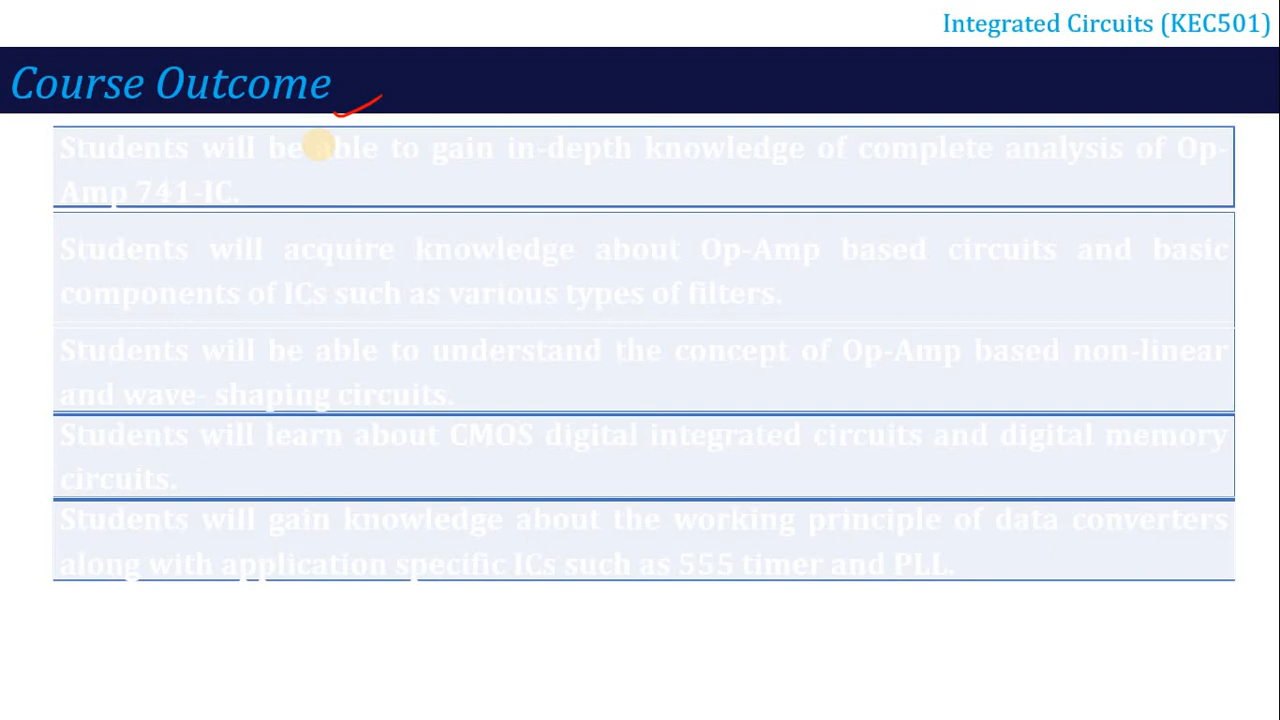 Integrated Circuits (KEC501)
Course Outcome
Students will be able to gain in-depth knowledge of complete analysis of Op-
Amp 741-IC.
Students will acquire knowledge about Op-Amp based circuits and basic
components of ICs such as various types of filters.
Students will be able to understand the concept of Op-Amp based non-linear
and wave- shaping circuits.
Students will learn about CMOS digital integrated circuits and digital memory
circuits.
Students will gain knowledge about the working principle of data converters
along with application specific ICs such as 555 timer and PLL.